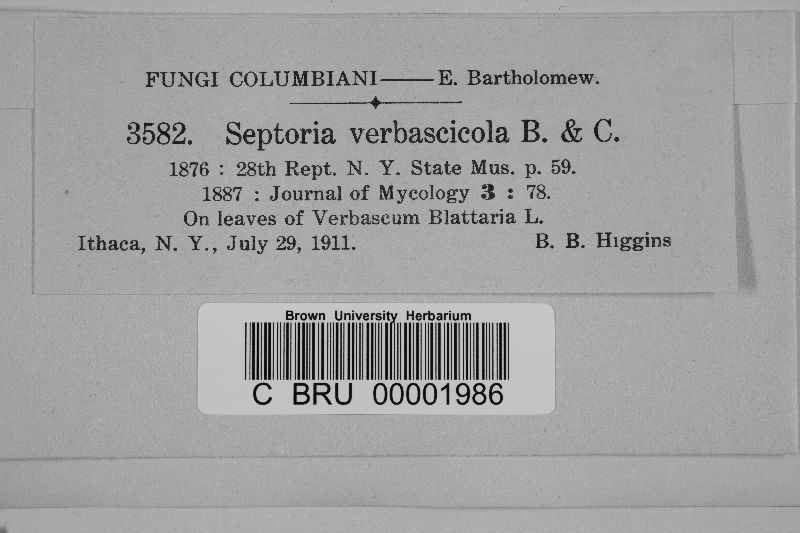 FUNGI COLUMBIANI——E. Bartholomew.
3582. Septoria verbascicola B. & C.
1876 : 28th Rept. N. Y. State Mus. p. 59.
1887 : Journal of Mycology 3 : 78.
On leaves of Verbascum Blattaria L.
Ithaca, N. Y., July 29, 1911. B. B. Higgins
Brown University Herbarium
C BRU 00001986